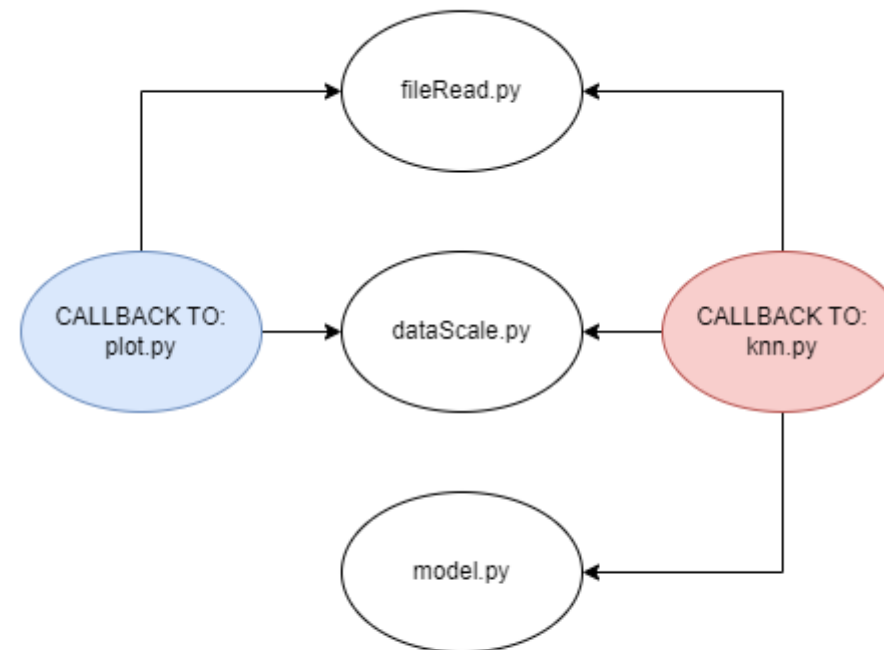 fileRead.py
CALLBACK TO:
plot.py
dataScale.py
CALLBACK TO:
knn.py
model.py